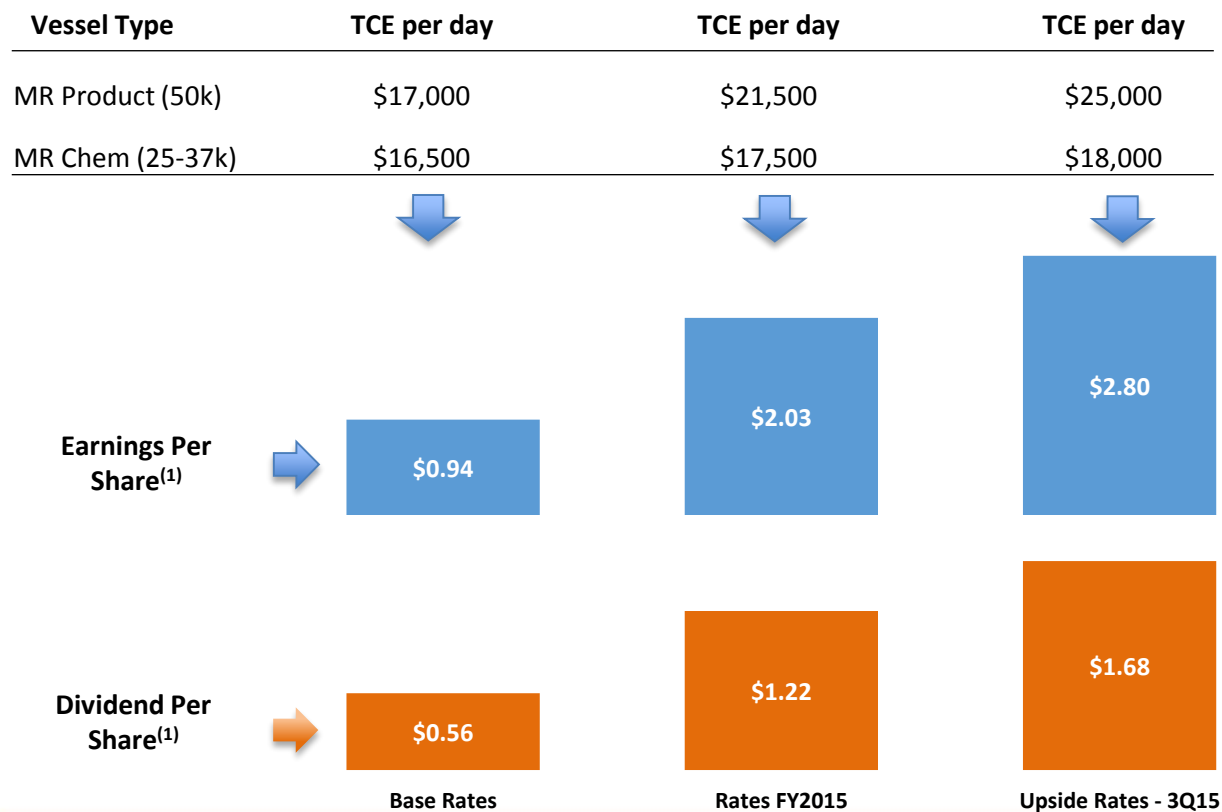 Vessel Type TCE per day TCE per day TCE per day
MR Product (50k) $17,000 $21,500 $25,000
MR Chem (25-37k) $16,500 $17,500 $18,000
Earnings Per
Share(1)
$0.94 $2.03 $2.80
Dividend Per
Share(1)
$0.56 $1.22 $1.68
Base Rates Rates FY2015 Upside Rates - 3Q15